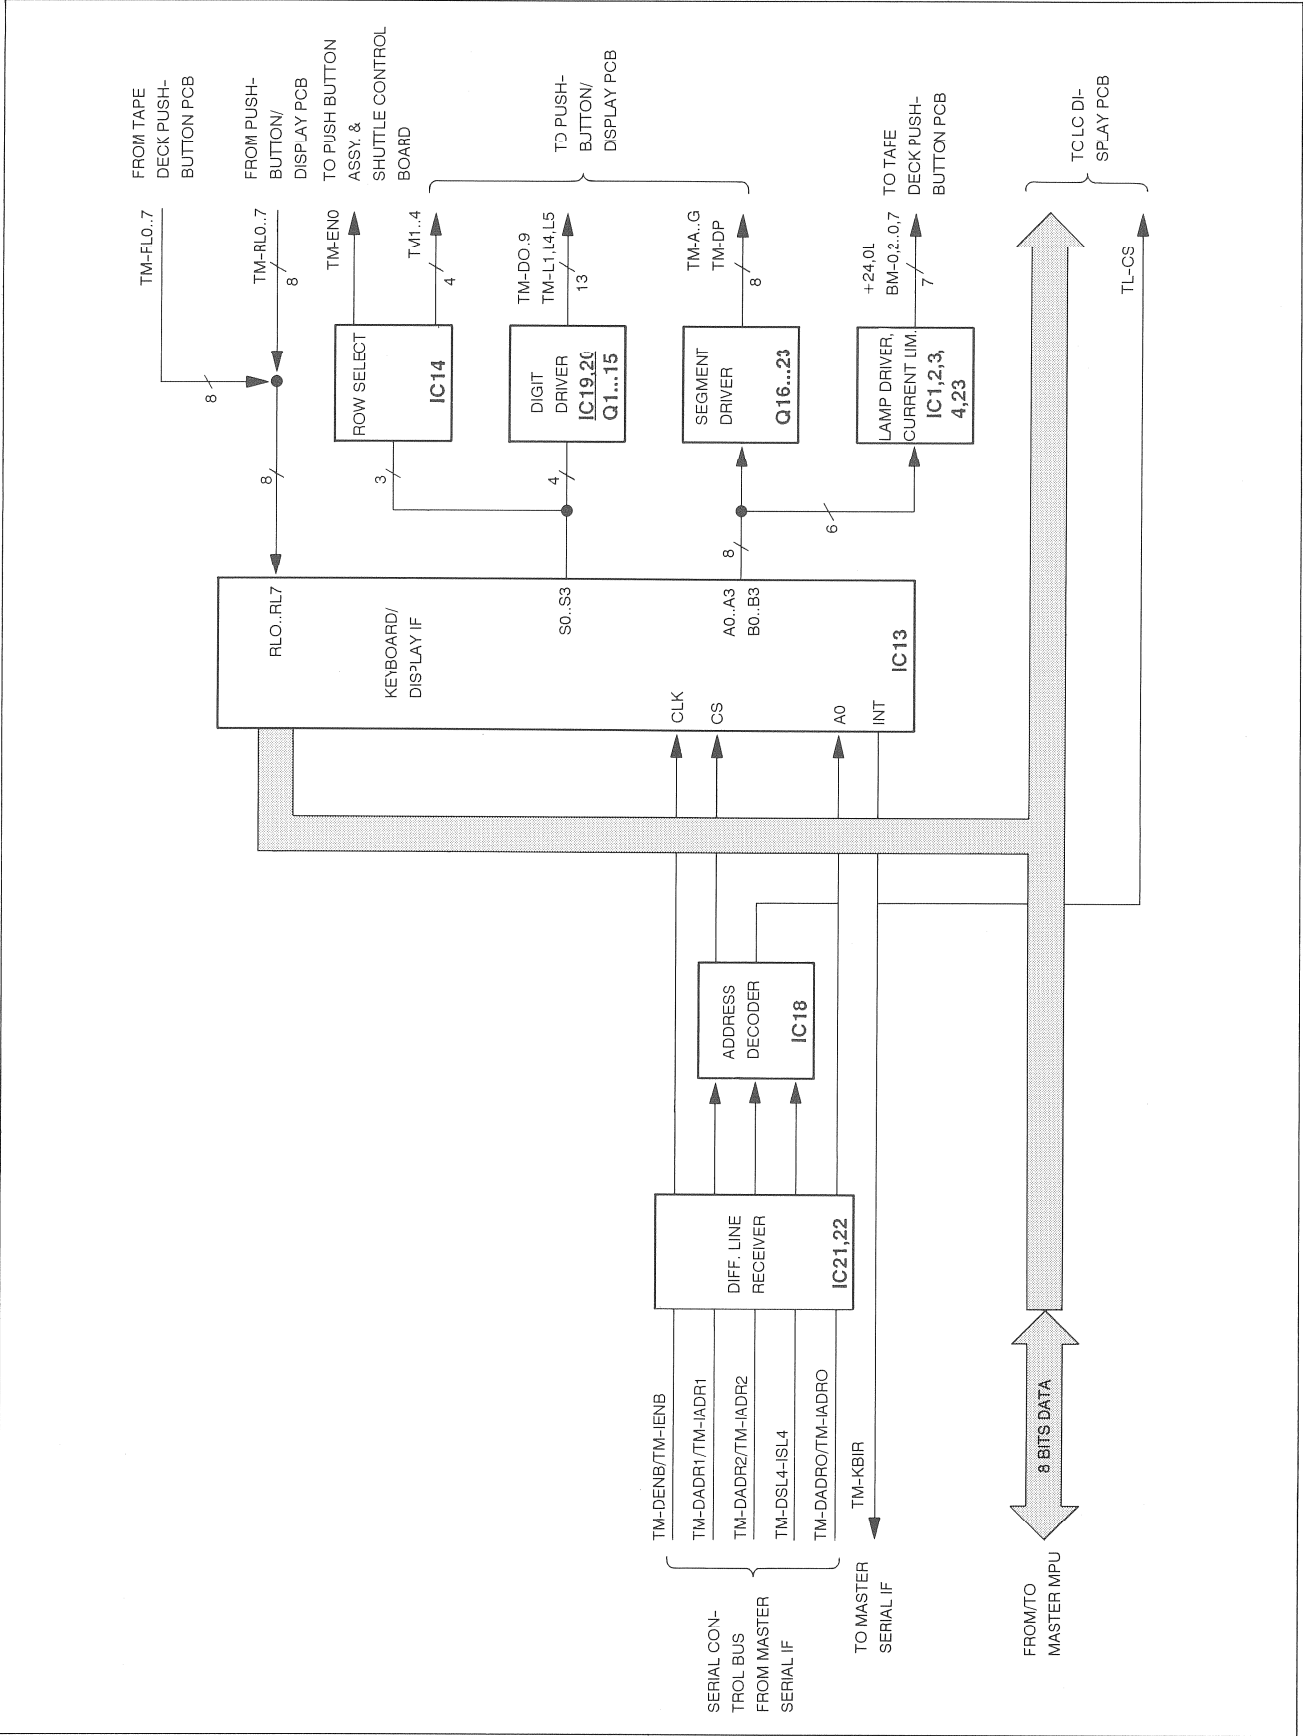 FROM TAPE
DECK PUSH-
BUTTON PCB
TM-FL0..7
8
FROM PUSH-
BUTTON/
DISPLAY PCB
TM-RL0..7
8
8
TO PUSH BUTTON
ASSY. &
SHUTTLE CONTROL
BOARD
TM-EN0
TM1..4
4
ROW SELECT
IC14
3
TO PUSH-
BUTTON/
DISPLAY PCB
TM-DO..9
TM-L1,L4,L5
13
DIGIT
DRIVER
IC19,20
Q1...15
4
TM-A..G
TM-DP
8
SEGMENT
DRIVER
Q16...23
8
TO TAFE
DECK PUSH-
BUTTON PCB
+24,0L
BM-0,2..0,7
7
LAMP DRIVER,
CURRENT LIM.
IC1,2,3,
4,23
6
TC LC DI-
SPLAY PCB
TL-CS
RLO..RL7
KEYBOARD/
DISPLAY IF
S0..S3
A0..A3
B0..B3
IC13
CLK
CS
A0
INT
ADDRESS
DECODER
IC18
DIFF. LINE
RECEIVER
IC21,22
TM-DENB/TM-IENB
TM-DADR1/TM-IADR1
TM-DADR2/TM-IADR2
TM-DSL4-ISL4
TM-DADRO/TM-IADRO
TM-KBIR
8 BITS DATA
SERIAL CON-
TROL BUS
FROM MASTER
SERIAL IF
TO MASTER
SERIAL IF
FROM/TO
MASTER MPU